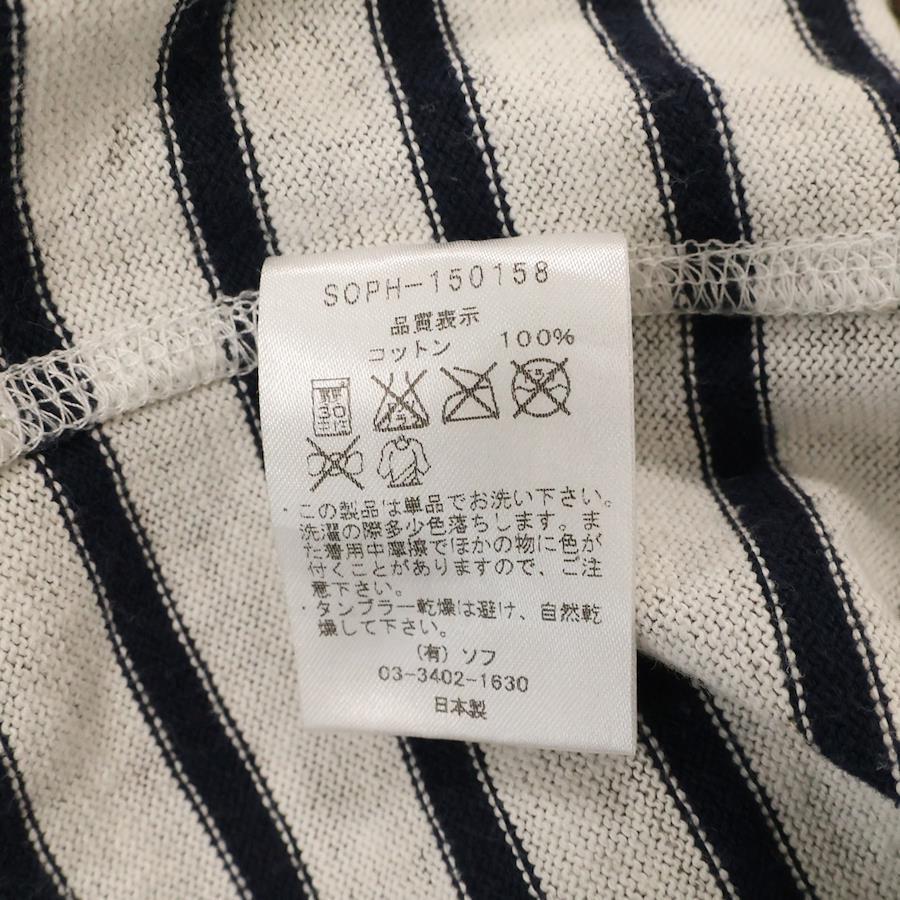 SOPH-150158
品質表示
コットン 100%
30
中性
・この製品は単品でお洗い下さい。
洗濯の際多少色落ちします。ま
た着用中摩擦でほかの物に色が
付くことがありますので、ご注
意下さい。
・タンブラー乾燥は避け、自然乾
燥して下さい。
(有)ソフ
03-3402-1630
日本製